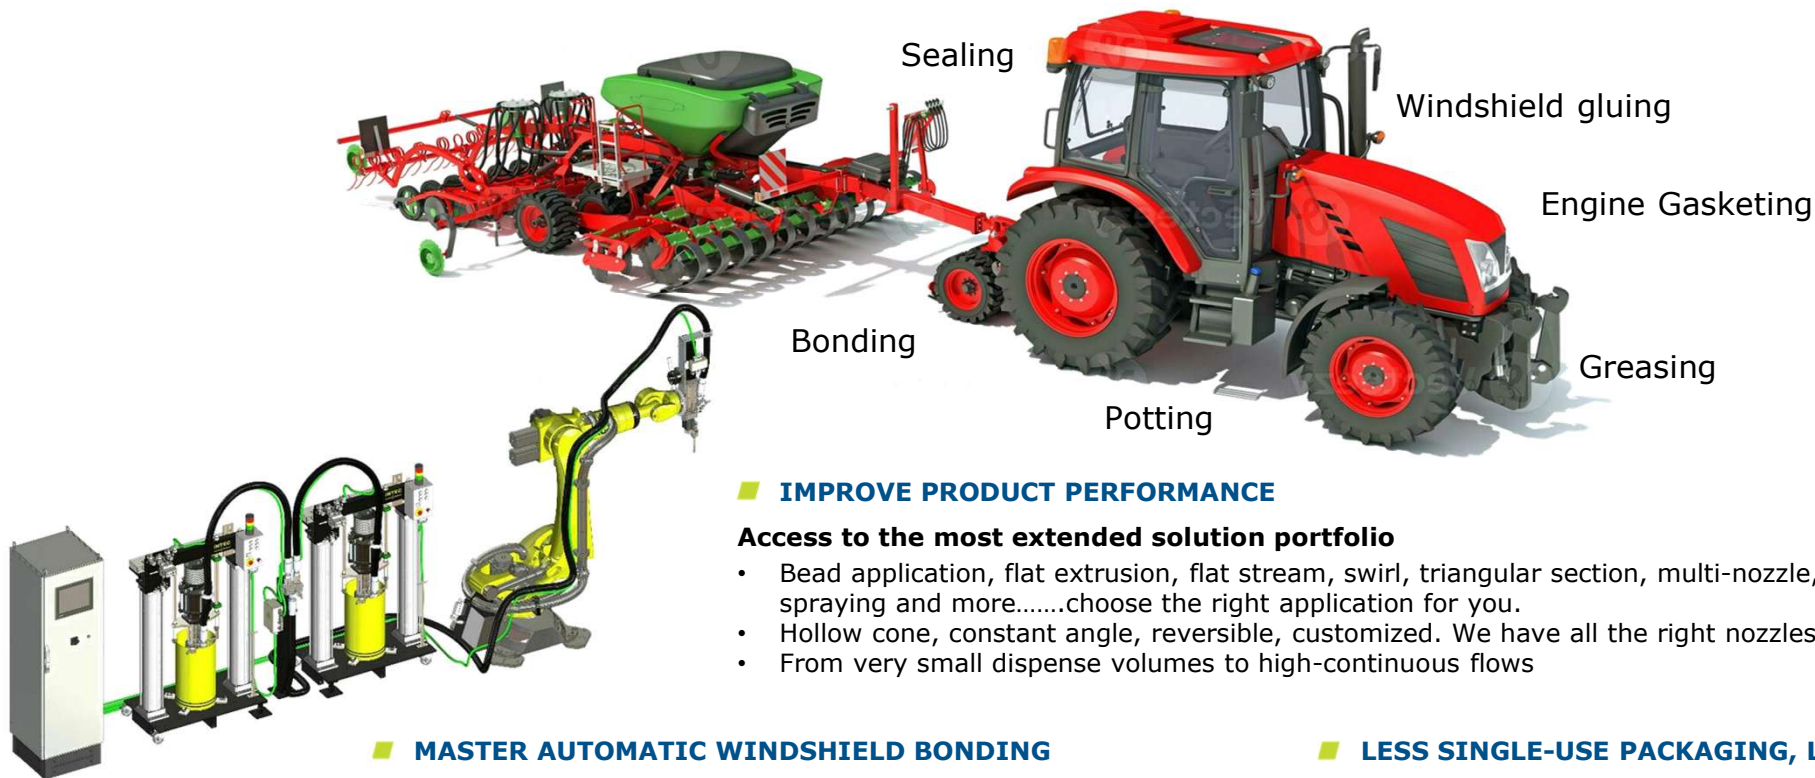 Sealing
Windshield gluing
Engine Gasketing
Bonding
Greasing
Potting
IMPROVE PRODUCT PERFORMANCE
Access to the most extended solution portfolio
• Bead application, flat extrusion, flat stream, swirl, triangular section, multi-nozzle,
spraying and more.......choose the right application for you.
• Hollow cone, constant angle, reversible, customized. We have all the right nozzles
• From very small dispense volumes to high-continuous flows
MASTER AUTOMATIC WINDSHIELD BONDING
LESS SINGLE-USE PACKAGING,